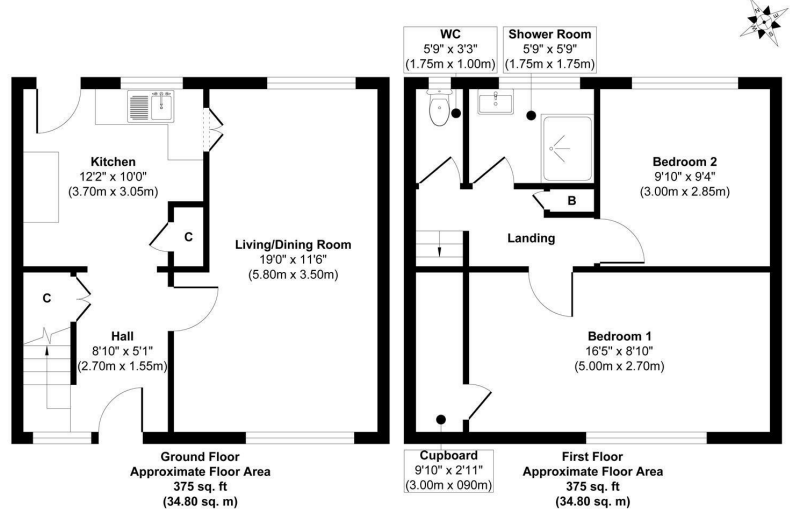 WC
5'9" x 3'3"
(1.75m x 1.00m)
Shower Room
5'9" x 5'9"
(1.75m x 1.75m)
Kitchen
12'2" x 10'0"
(3.70m x 3.05m)
C
Living/Dining Room
19'0" x 11'6"
(5.80m x 3.50m)
C
Hall
8'10" x 5'1"
(2.70m x 1.55m)
Bedroom 2
9'10" x 9'4"
(3.00m x 2.85m)
B
Landing
Bedroom 1
16'5" x 8'10"
(5.00m x 2.70m)
Cupboard
9'10" x 2'11"
(3.00m x 090m)
Ground Floor
Approximate Floor Area
375 sq. ft
(34.80 sq. m)
First Floor
Approximate Floor Area
375 sq. ft
(34.80 sq. m)